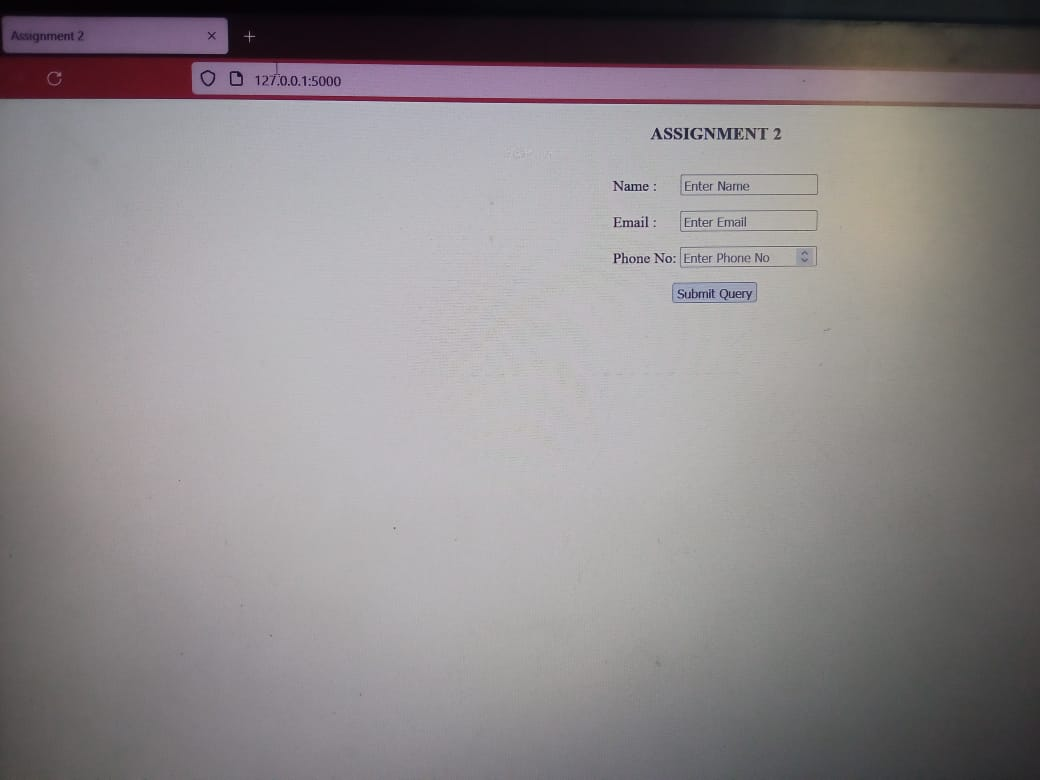 Assignment 2
127.0.0.1:5000
ASSIGNMENT 2
Name : Enter Name
Email : Enter Email
Phone No: Enter Phone No
Submit Query